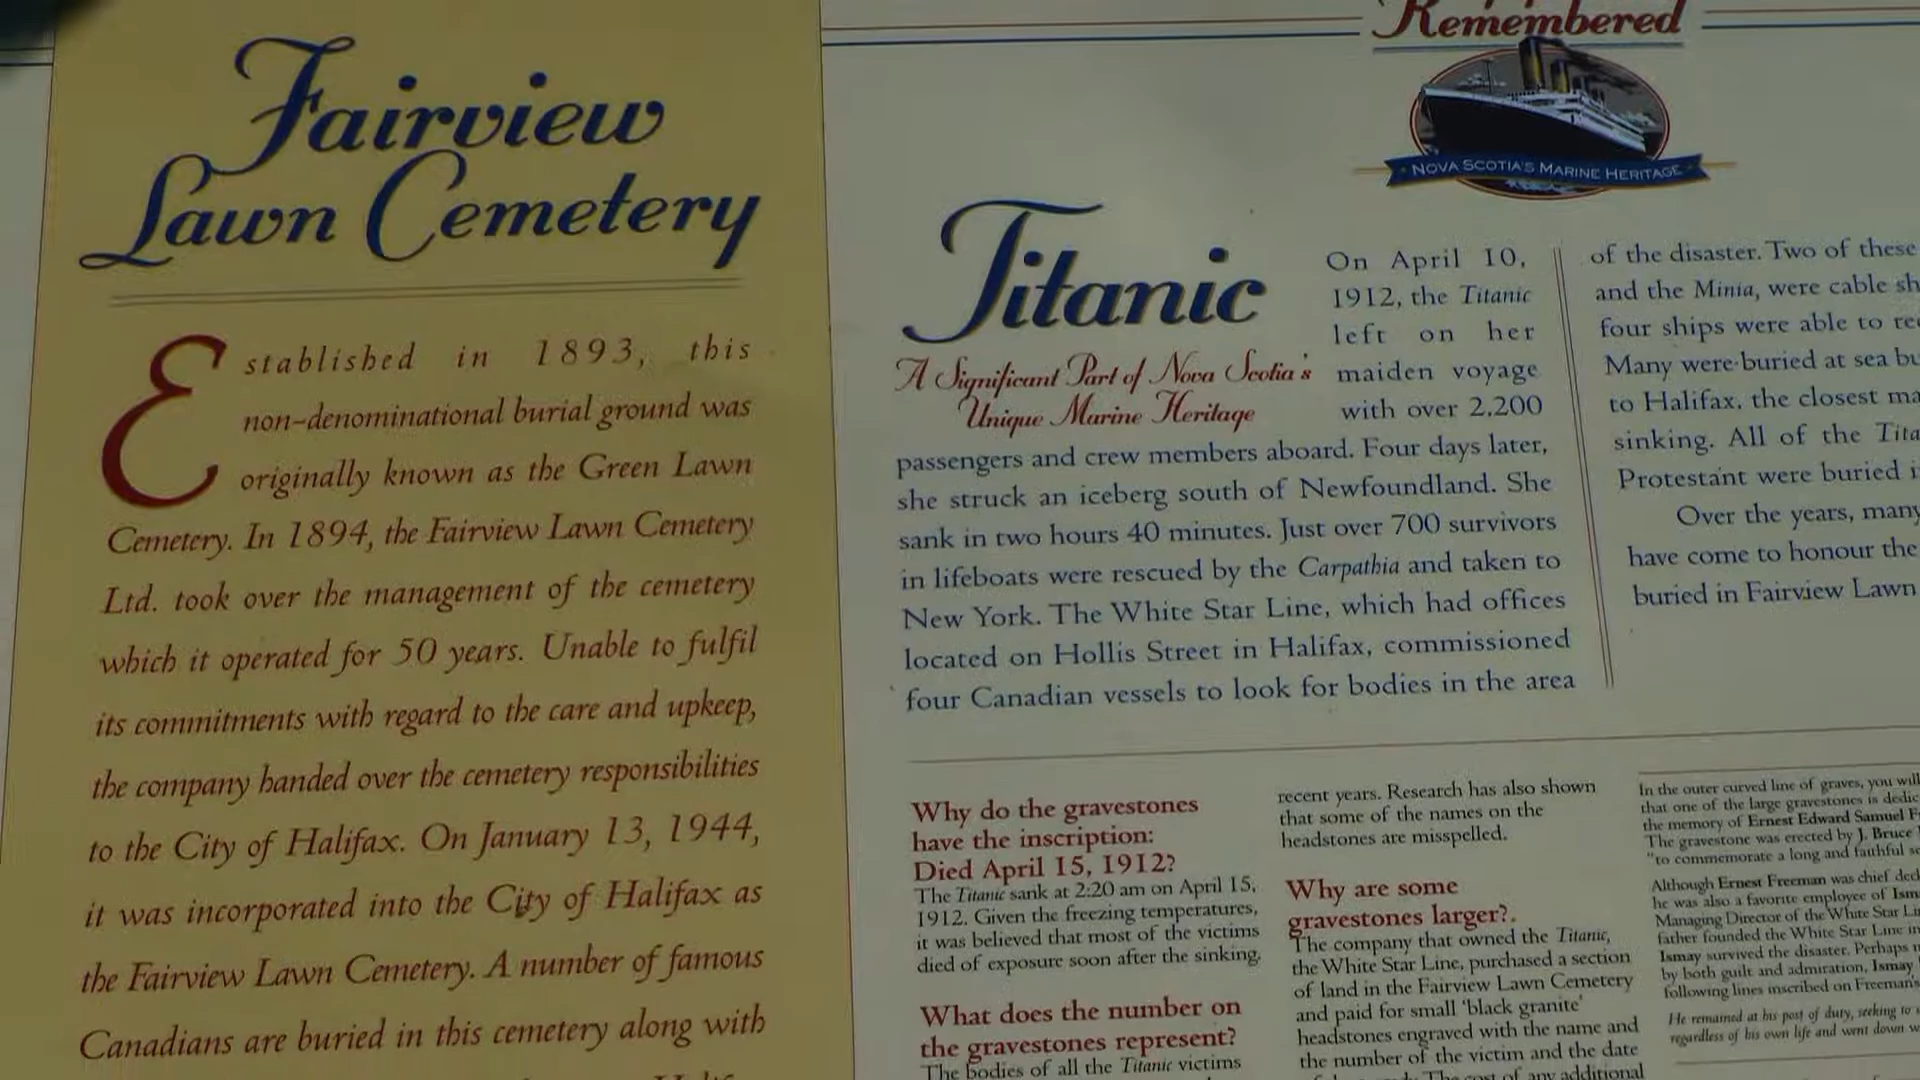 Fairview
Lawn Cemetery
Established in 1893, this
non-denominational burial ground was
originally known as the Green Lawn
Cemetery. In 1894, the Fairview Lawn Cemetery
Ltd. took over the management of the cemetery
which it operated for 50 years. Unable to fulfil
its commitments with regard to the care and upkeep,
the company handed over the cemetery responsibilities
to the City of Halifax. On January 13, 1944,
it was incorporated into the City of Halifax as
the Fairview Lawn Cemetery. A number of famous
Canadians are buried in this cemetery along with
Remembered
NOVA SCOTIA'S MARINE HERITAGE
Titanic
A Significant Part of Nova Scotia's
Unique Marine Heritage
On April 10,
1912, the Titanic
left on her
maiden voyage
with over 2,200
passengers and crew members aboard. Four days later,
she struck an iceberg south of Newfoundland. She
sank in two hours 40 minutes. Just over 700 survivors
in lifeboats were rescued by the Carpathia and taken to
New York. The White Star Line, which had offices
located on Hollis Street in Halifax, commissioned
four Canadian vessels to look for bodies in the area
of the disaster. Two of these
and the Minia, were cable
four ships were able to
Many were buried at sea
to Halifax, the closest
sinking. All of the
Protestant were buried
Over the years, many
have come to honour the
buried in Fairview Lawn
Why do the gravestones
have the inscription:
Died April 15, 1912?
The Titanic sank at 2:20 am on April 15,
1912. Given the freezing temperatures,
it was believed that most of the victims
died of exposure soon after the sinking.
What does the number on
the gravestones represent?
The bodies of all the Titanic victims
recent years. Research has also shown
that some of the names on the
headstones are misspelled.
Why are some
gravestones larger?.
The company that owned the Titanic,
the White Star Line, purchased a section
of land in the Fairview Lawn Cemetery
and paid for small 'black granite'
headstones engraved with the name and
the number of the victim and the date
cost of any additional
In the outer curved line of graves, you will
that one of the large gravestones is
the memory of Ernest Edward Samuel
The gravestone was erected by J. Bruce
"to commemorate a long and faithful
Although Ernest Freeman was chief
he was also a favorite employee of
Managing Director of the White Star
father founded the White Star Line
Ismay survived the disaster. Perhaps
by both guilt and admiration, Ismay
following lines inscribed on Freeman's
He remained at his post of duty, seeking to
regardless of his own life and went down